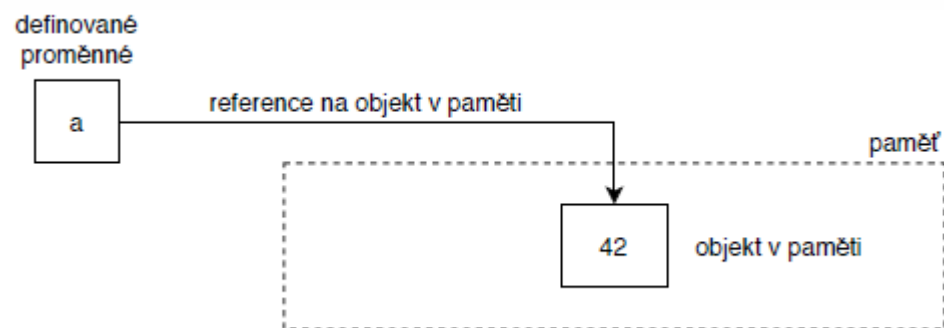 definované
proměnné
a
reference na objekt v paměti
paměť
42
objekt v paměti